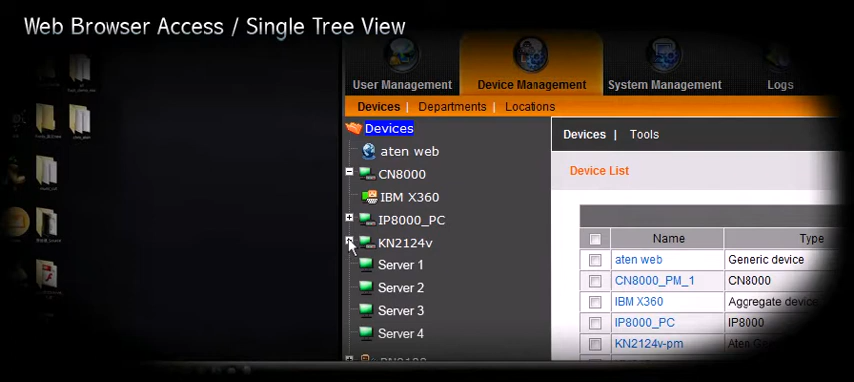 Web Browser Access / Single Tree View
User Management
Device Management
System Management
Logs
Devices | Departments | Locations
Devices
aten web
CN8000
IBM X360
IP8000_PC
KN2124v
Server 1
Server 2
Server 3
Server 4
Devices | Tools
Device List
Name Type
aten web Generic device
CN8000_PM_1 CN8000
IBM X360 Aggregate device
IP8000_PC IP8000
KN2124v-pm Aten